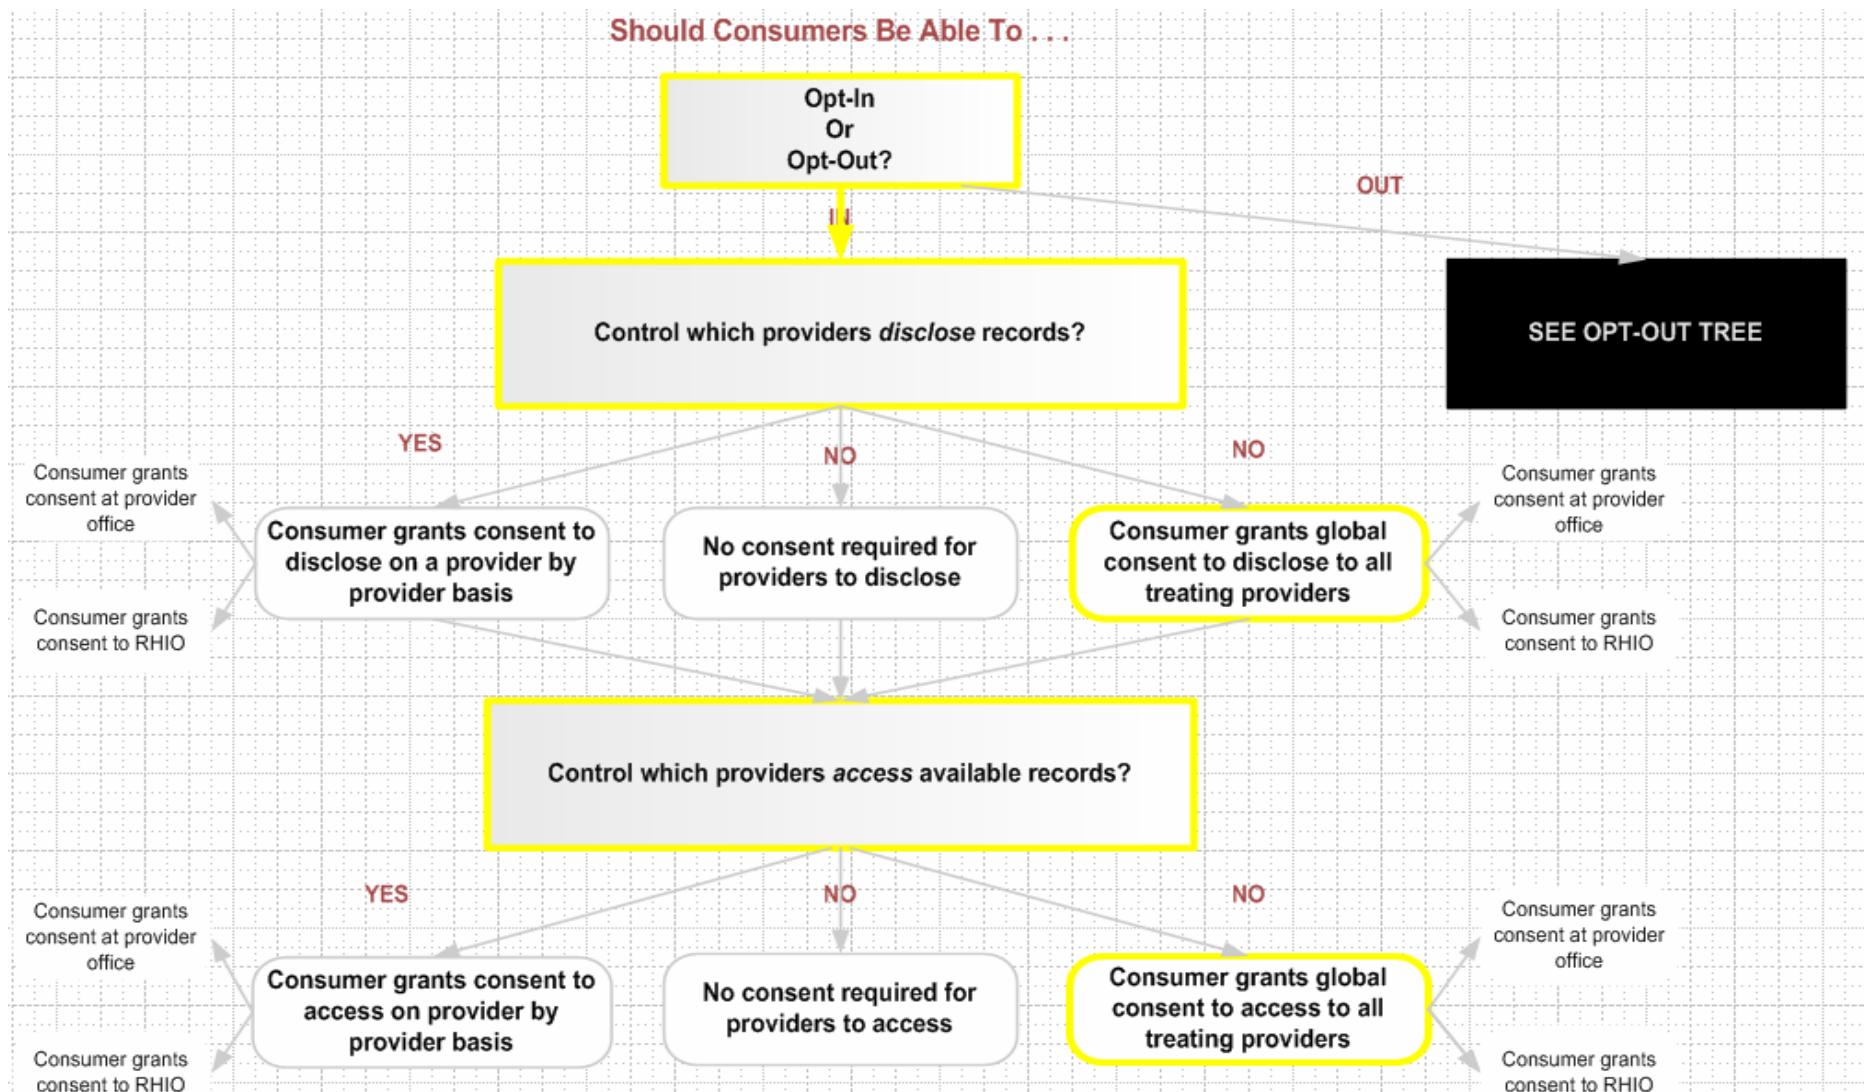 Should Consumers Be Able To . . .
Opt-In
Or
Opt-Out?
OUT
IN
Control which providers disclose records?
SEE OPT-OUT TREE
YES
NO
NO
Consumer grants
consent at provider
office
Consumer grants
consent to RHIO
Consumer grants consent to
disclose on a provider by
provider basis
No consent required for
providers to disclose
Consumer grants global
consent to disclose to all
treating providers
Consumer grants
consent at provider
office
Consumer grants
consent to RHIO
Control which providers access available records?
YES
NO
NO
Consumer grants
consent at provider
office
Consumer grants
consent to RHIO
Consumer grants consent to
access on provider by
provider basis
No consent required for
providers to access
Consumer grants global
consent to access to all
treating providers
Consumer grants
consent at provider
office
Consumer grants
consent to RHIO